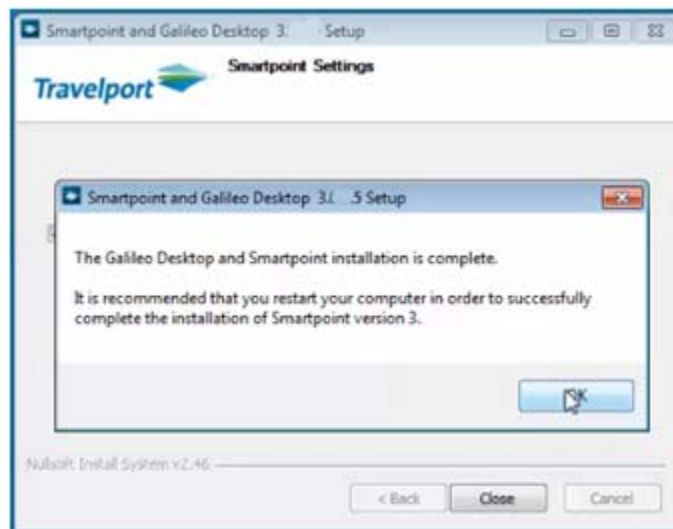 Smartpoint and Galileo Desktop 3. Setup
Travelport
Smartpoint Settings
Smartpoint and Galileo Desktop 3. .5 Setup
The Galileo Desktop and Smartpoint installation is complete.
It is recommended that you restart your computer in order to successfully
complete the installation of Smartpoint version 3.
OK
Nullsoft Install System v2.46
< Back
Close
Cancel